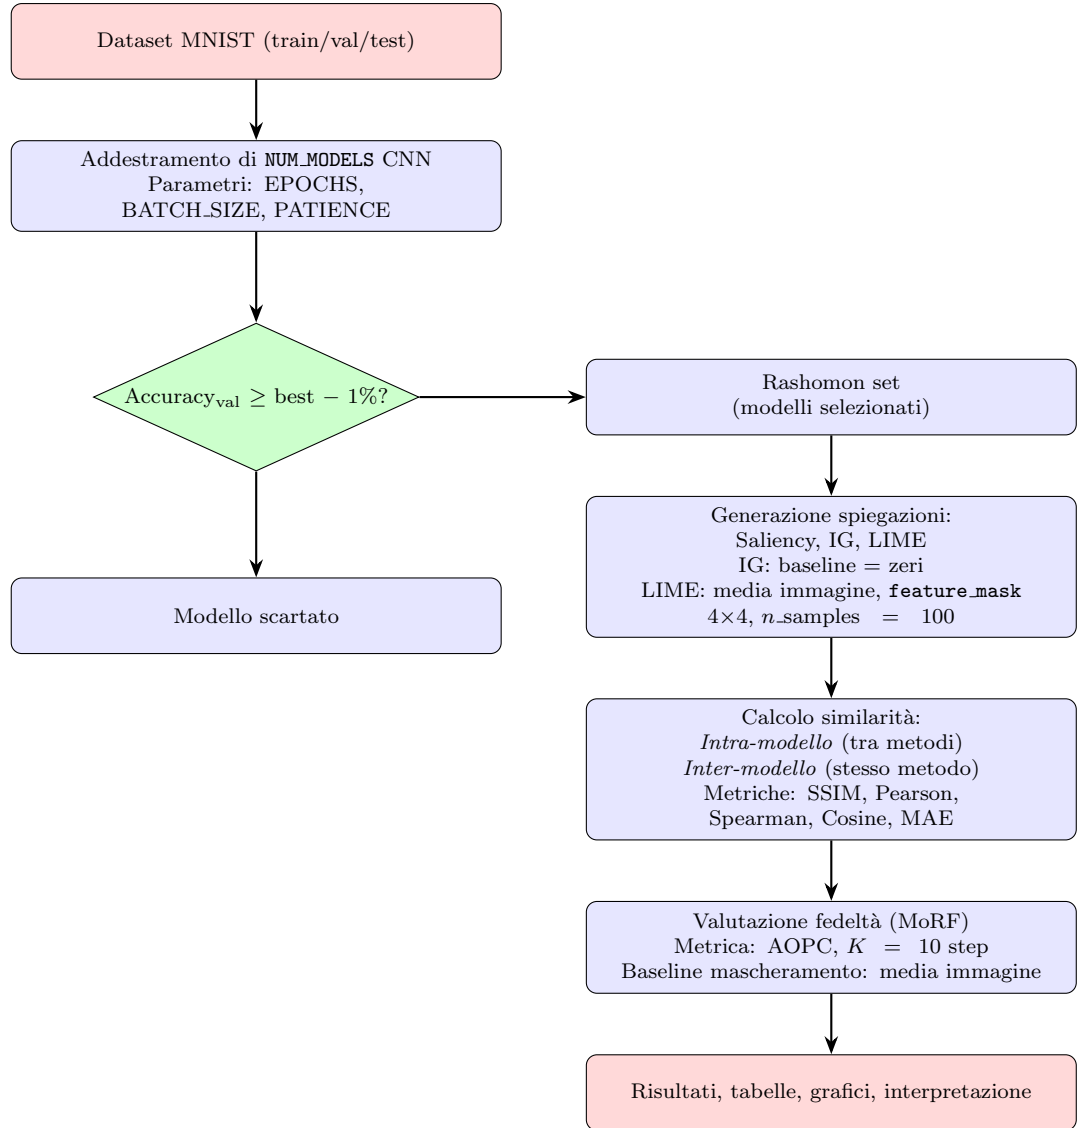 Dataset MNIST (train/val/test)
Addestramento di NUM_MODELS CNN
Parametri: EPOCHS,
BATCH_SIZE, PATIENCE
Accuracy_val ≥ best − 1%?
Modello scartato
Rashomon set
(modelli selezionati)
Generazione spiegazioni:
Saliency, IG, LIME
IG: baseline = zeri
LIME: media immagine, feature_mask
4×4, n_samples = 100
Calcolo similarità:
Intra-modello (tra metodi)
Inter-modello (stesso metodo)
Metriche: SSIM, Pearson,
Spearman, Cosine, MAE
Valutazione fedeltà (MoRF)
Metrica: AOPC, K = 10 step
Baseline mascheramento: media immagine
Risultati, tabelle, grafici, interpretazione